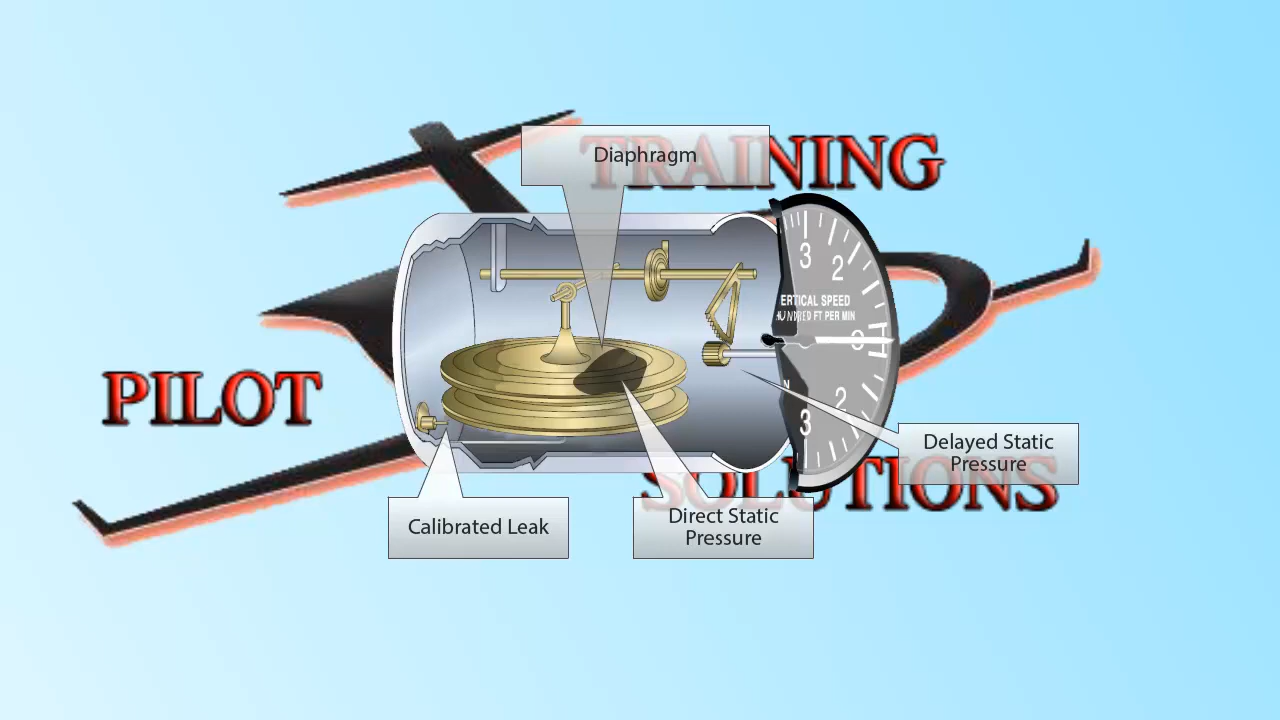 TRAINING
Diaphragm
3
2
ERTICAL SPEED
HUNDRED FT PER MIN
PILOT
2
3
Delayed Static
Pressure
SOLUTIONS
Calibrated Leak
Direct Static
Pressure